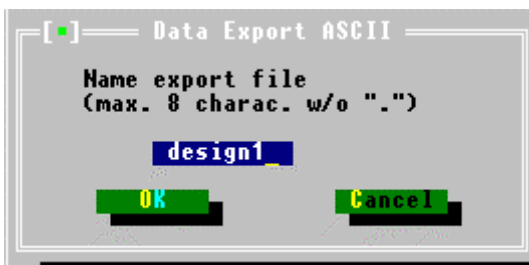 [▪] Data Export ASCII
Name export file
(max. 8 charac. w/o ".")
design1_
OK Cancel